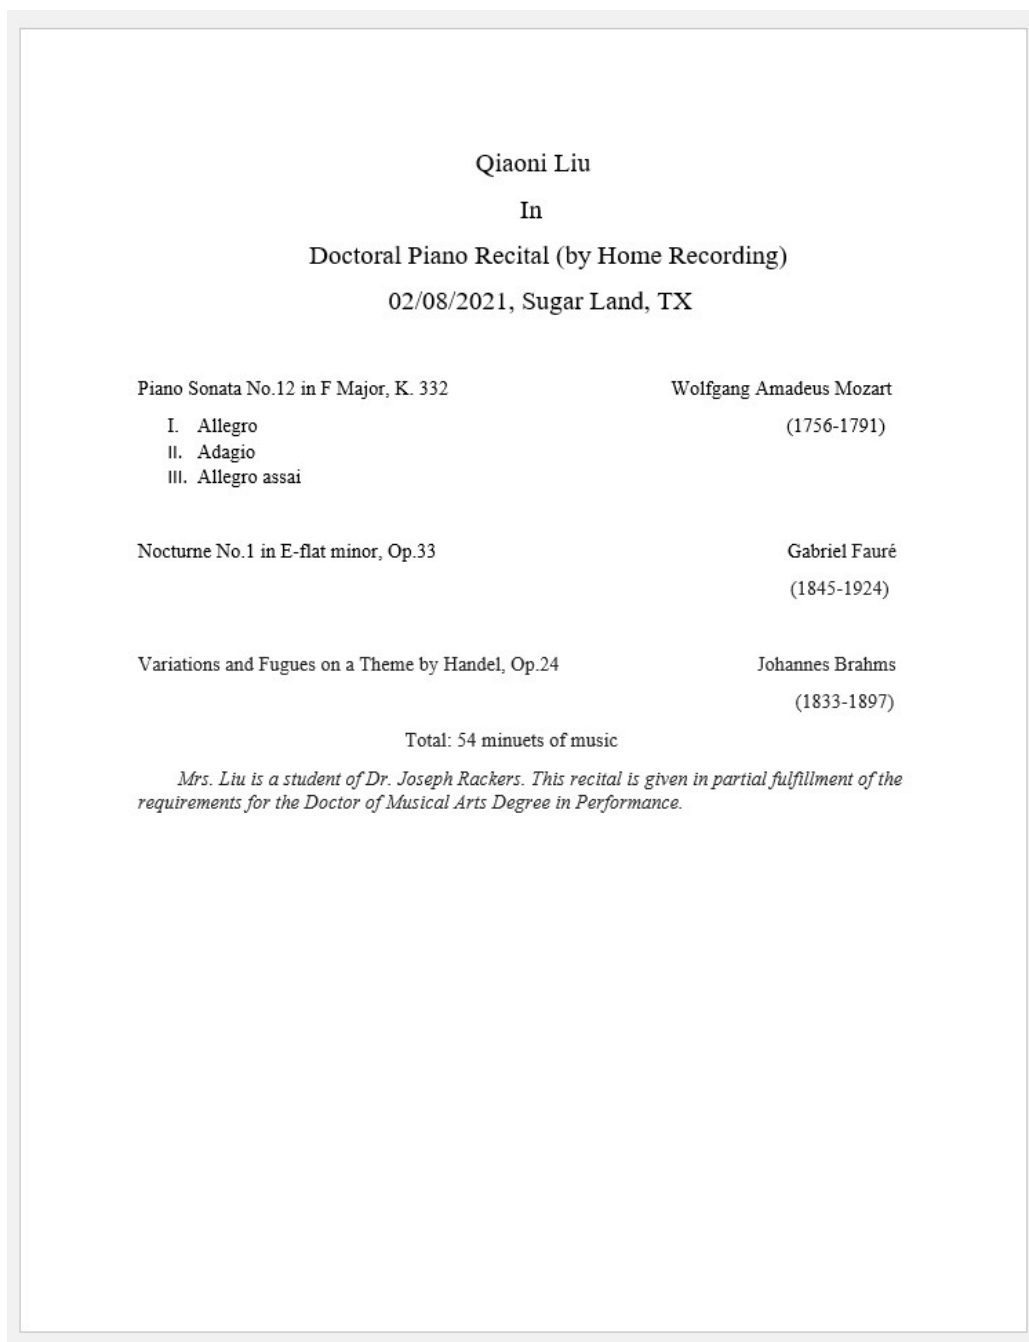 Qiaoni Liu
In
Doctoral Piano Recital (by Home Recording)
02/08/2021, Sugar Land, TX
Piano Sonata No.12 in F Major, K. 332 Wolfgang Amadeus Mozart
I. Allegro (1756-1791)
II. Adagio
III. Allegro assai
Nocturne No.1 in E-flat minor, Op.33 Gabriel Fauré
(1845-1924)
Variations and Fugues on a Theme by Handel, Op.24 Johannes Brahms
(1833-1897)
Total: 54 minuets of music
Mrs. Liu is a student of Dr. Joseph Rackers. This recital is given in partial fulfillment of the
requirements for the Doctor of Musical Arts Degree in Performance.